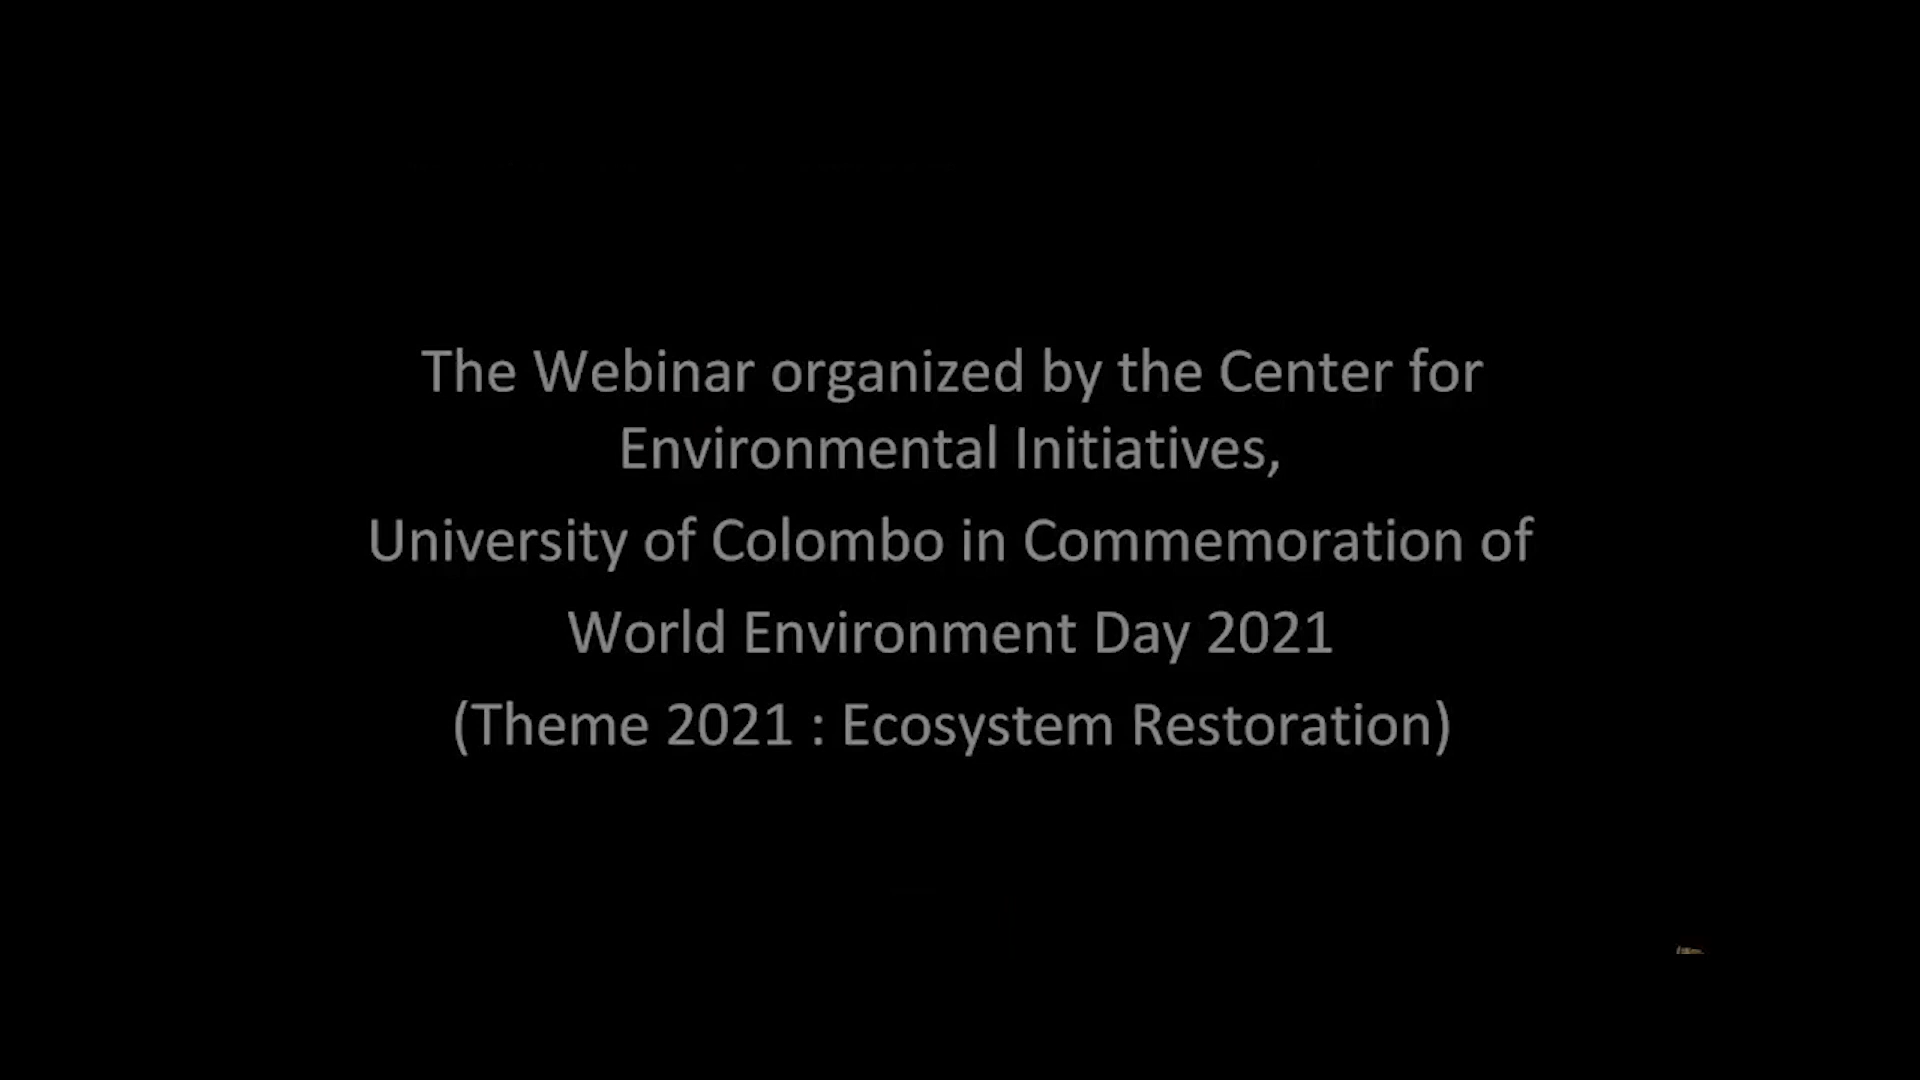 The Webinar organized by the Center for
Environmental Initiatives,
University of Colombo in Commemoration of
World Environment Day 2021
(Theme 2021 : Ecosystem Restoration)